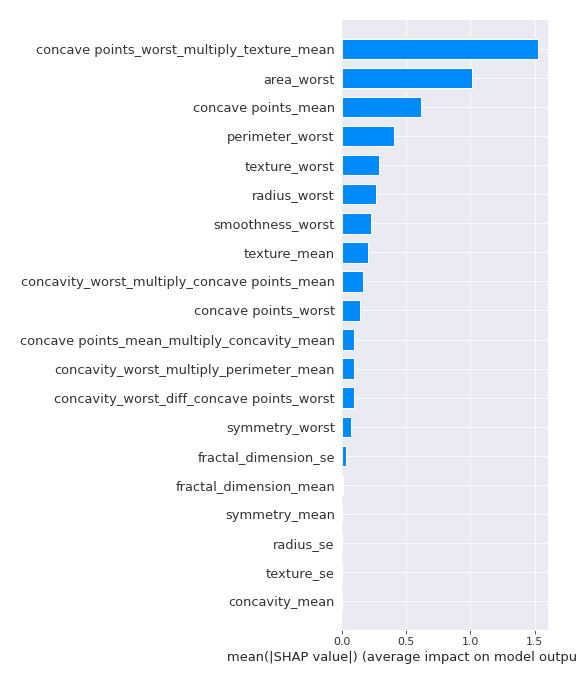 concave points_worst_multiply_texture_mean
area_worst
concave points_mean
perimeter_worst
texture_worst
radius_worst
smoothness_worst
texture_mean
concavity_worst_multiply_concave points_mean
concave points_worst
concave points_mean_multiply_concavity_mean
concavity_worst_multiply_perimeter_mean
concavity_worst_diff_concave points_worst
symmetry_worst
fractal_dimension_se
fractal_dimension_mean
symmetry_mean
radius_se
texture_se
concavity_mean
0.0 0.5 1.0 1.5
mean(|SHAP value|) (average impact on model outpu